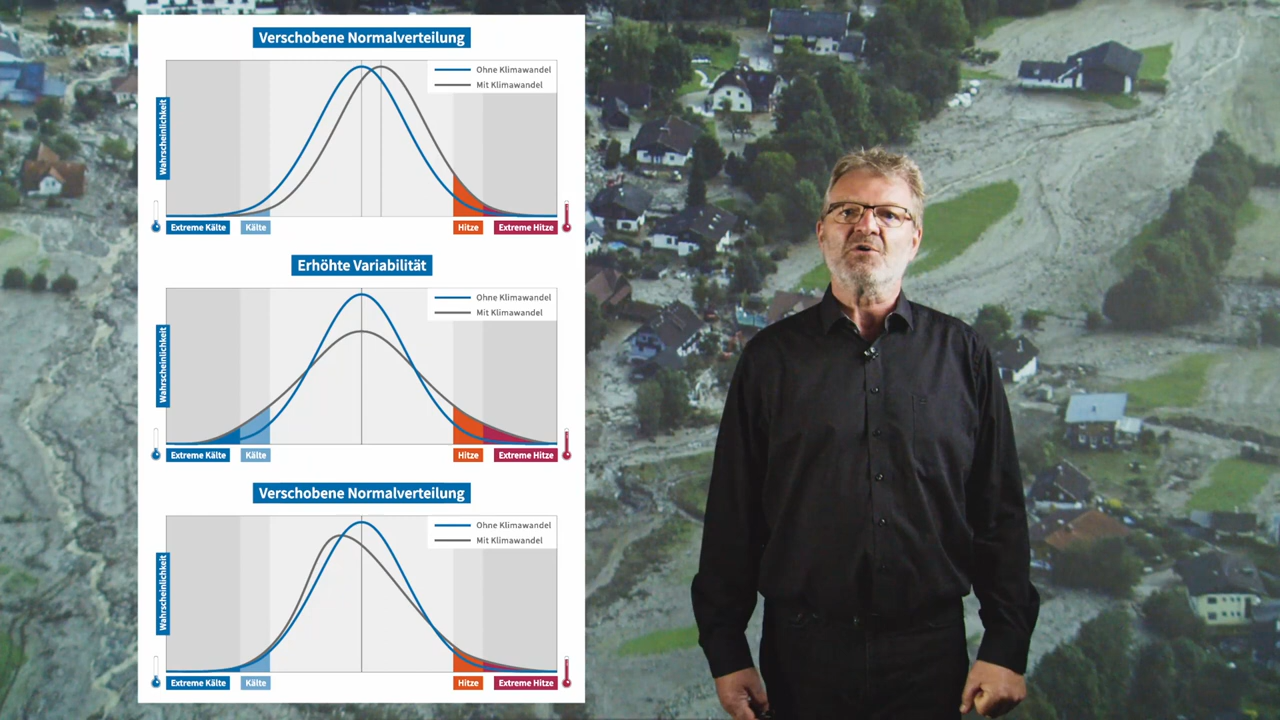 Verschobene Normalverteilung
Ohne Klimawandel
Mit Klimawandel
Wahrscheinlichkeit
Extreme Kälte
Kälte
Hitze
Extreme Hitze
Erhöhte Variabilität
Ohne Klimawandel
Mit Klimawandel
Wahrscheinlichkeit
Extreme Kälte
Kälte
Hitze
Extreme Hitze
Verschobene Normalverteilung
Ohne Klimawandel
Mit Klimawandel
Wahrscheinlichkeit
Extreme Kälte
Kälte
Hitze
Extreme Hitze